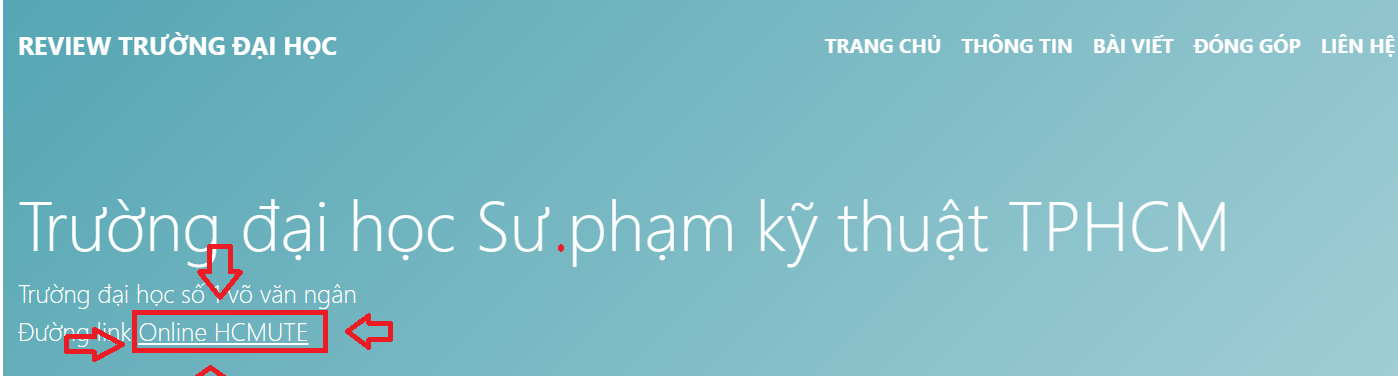 REVIEW TRƯỜNG ĐẠI HỌC
TRANG CHỦ THÔNG TIN BÀI VIẾT ĐÓNG GÓP LIÊN HỆ
Trường đại học Sư phạm kỹ thuật TPHCM
Trường đại học số 1 võ văn ngân
Đường link Online HCMUTE